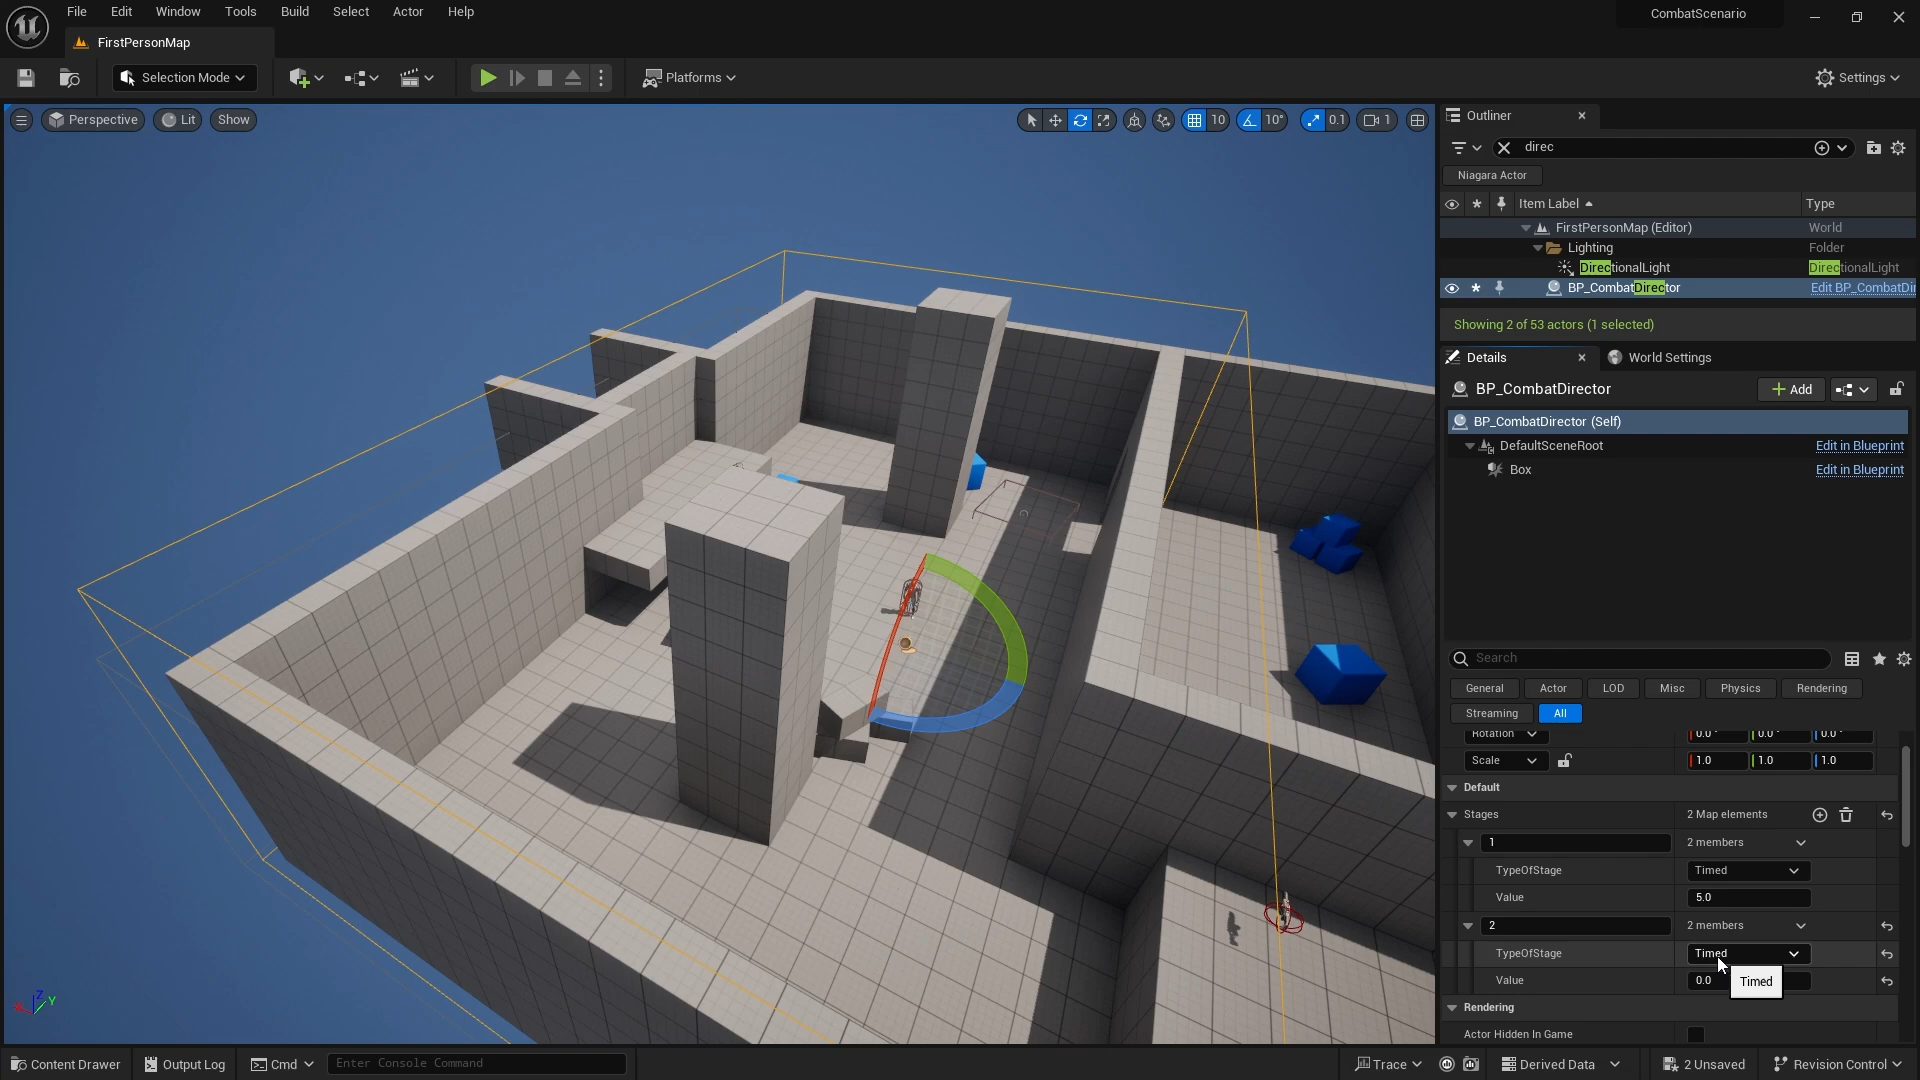 File Edit Window Tools Build Select Actor Help
CombatScenario
FirstPersonMap
Selection Mode
Platforms
Settings
Perspective Lit Show
10 10° 0.1 1
Outliner
direc
Niagara Actor
Item Label Type
FirstPersonMap (Editor) World
Lighting Folder
DirectionalLight DirectionalLight
BP_CombatDirector Edit BP_CombatDir
Showing 2 of 53 actors (1 selected)
Details World Settings
BP_CombatDirector Add
BP_CombatDirector (Self)
DefaultSceneRoot Edit in Blueprint
Box Edit in Blueprint
Search
General Actor LOD Misc Physics Rendering
Streaming All
Rotation 0.0° 0.0° 0.0°
Scale 1.0 1.0 1.0
Default
Stages 2 Map elements
1 2 members
TypeOfStage Timed
Value 5.0
2 2 members
TypeOfStage Timed
Value 0.0
Timed
Rendering
Actor Hidden In Game
Z
Y
Content Drawer Output Log Cmd Enter Console Command Trace Derived Data 2 Unsaved Revision Control